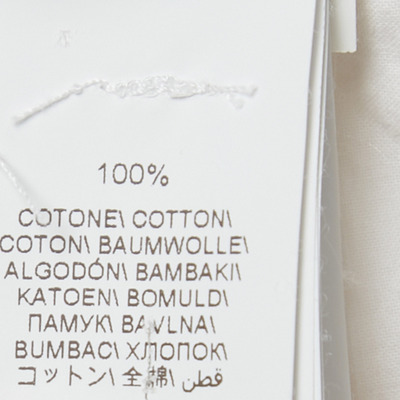 100%
COTONE\ COTTON\
COTON\ BAUMWOLLE\
ALGODÓN\ BAMBAKI\
KATOEN\ BOMULD\
ПАМУК\ BAVLNA\
BUMBAC\ ХЛОПОК\
コットン\ 全棉\ قطن